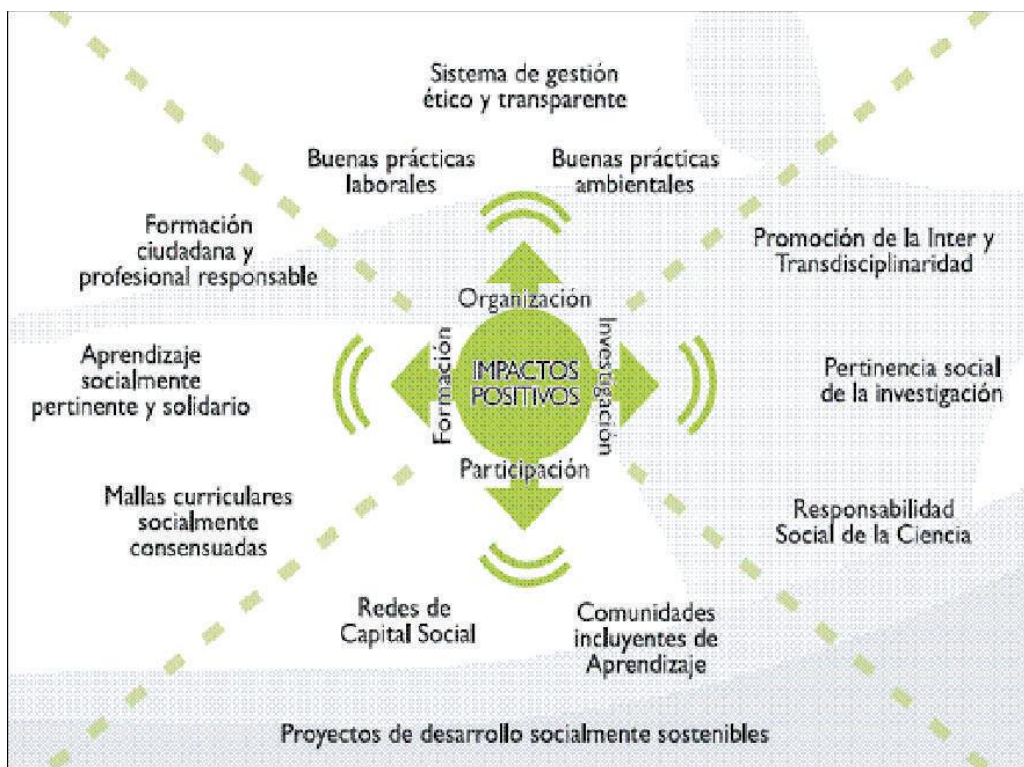 Sistema de gestión
ético y transparente
Buenas prácticas
laborales
Buenas prácticas
ambientales
Formación
ciudadana y
profesional responsable
Promoción de la Inter y
Transdisciplinaridad
Organización
Aprendizaje
socialmente
pertinente y solidario
Formación
IMPACTOS
POSITIVOS
Investigación
Pertinencia social
de la investigación
Participación
Mallas curriculares
socialmente
consensuadas
Responsabilidad
Social de la Ciencia
Redes de
Capital Social
Comunidades
incluyentes de
Aprendizaje
Proyectos de desarrollo socialmente sostenibles